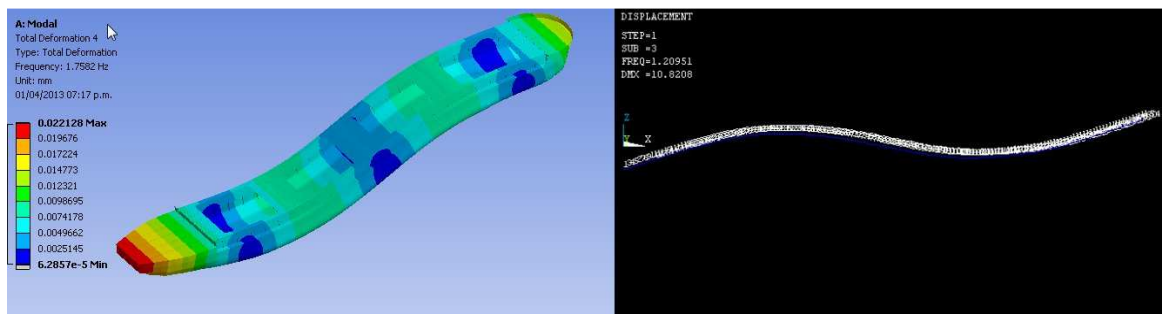 A: Modal
Total Deformation 4
Type: Total Deformation
Frequency: 1.7582 Hz
Unit: mm
01/04/2013 07:17 p.m.
0.022128 Max
0.019676
0.017224
0.014773
0.012321
0.0098695
0.0074178
0.0049662
0.0025145
6.2857e-5 Min
DISPLACEMENT
STEP=1
SUB =3
FREQ=1.20951
DMX =10.8208
Z
Y X